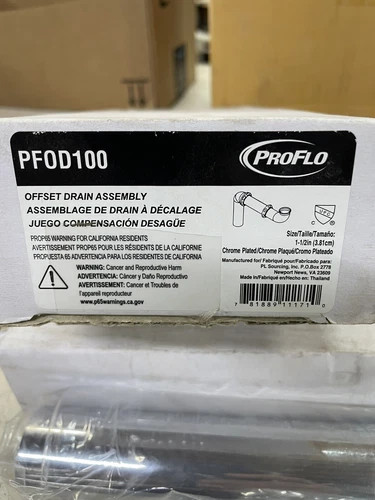 PFOD100
PROFLO
OFFSET DRAIN ASSEMBLY
ASSEMBLAGE DE DRAIN À DÉCALAGE
JUEGO COMPENSACIÓN DESAGÜE
PROP65 WARNING FOR CALIFORNIA RESIDENTS
AVERTISSEMENT PROP65 POUR LES RÉSIDENTS DE LA CALIFORNIE
PROPUESTA 65 ADVERTENCIA PARA LOS RESIDENTES DE CALIFORNIA
WARNING: Cancer and Reproductive Harm
ADVERTENCIA: Cáncer y Daño Reproductivo
AVERTISSEMENT: Cancer et Troubles de
l'appareil reproducteur
www.p65warnings.ca.gov
Size/Taille/Tamaño:
1-1/2in (3.81cm)
Chrome Plated/Chrome Plaqué/Cromo Plateado
Manufactured for/ Fabriqué pour/Fabricado para:
PL Sourcing, Inc. P.O.Box 2778
Newport News, VA 23609
Made in/Fabriqué en/Hecho en: Thailand
7 81889 11171 0